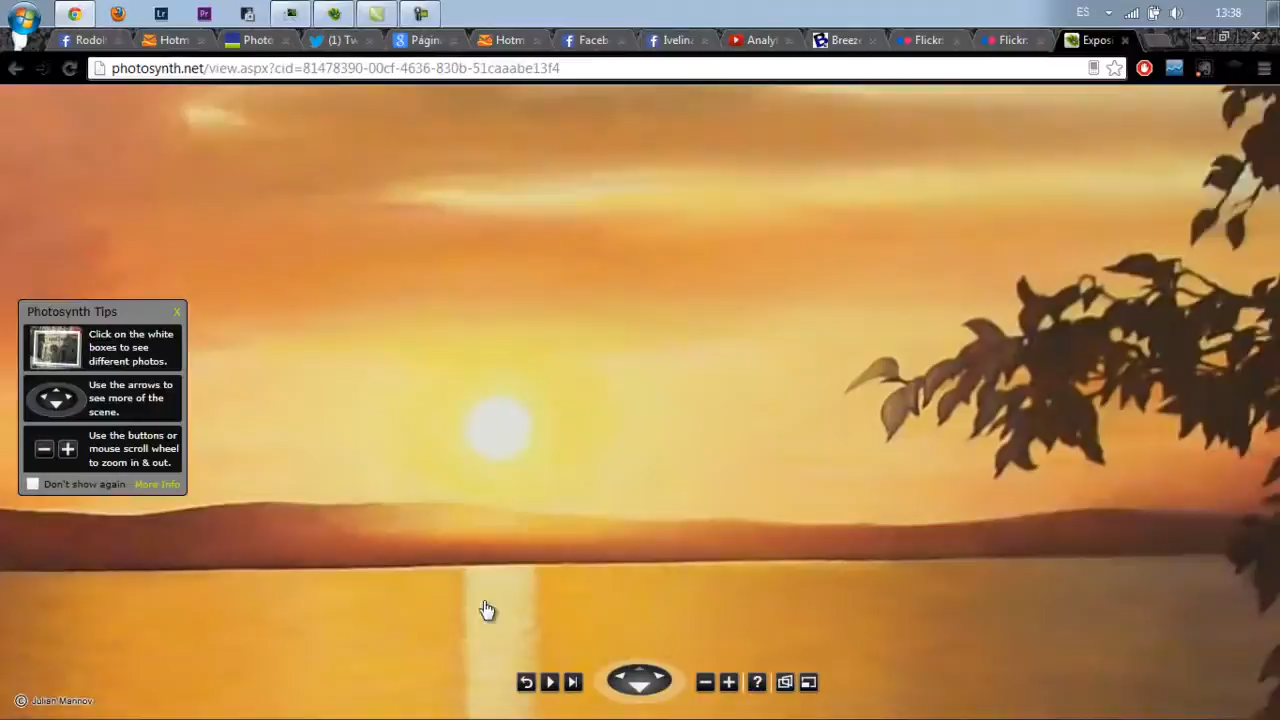 ES
13:38
Rodol
Hotm
Photo
(1) Tw
Págin
Hotm
Faceb
Ivelin
Analyt
Breeze
Flickr
Flickr
Expos
photosynth.net/view.aspx?cid=81478390-00cf-4636-830b-51caaabe13f4
Photosynth Tips
X
Click on the white
boxes to see
different photos.
Use the arrows to
see more of the
scene.
Use the buttons or
mouse scroll wheel
to zoom in & out.
Don't show again
More Info
© Julian Mannov